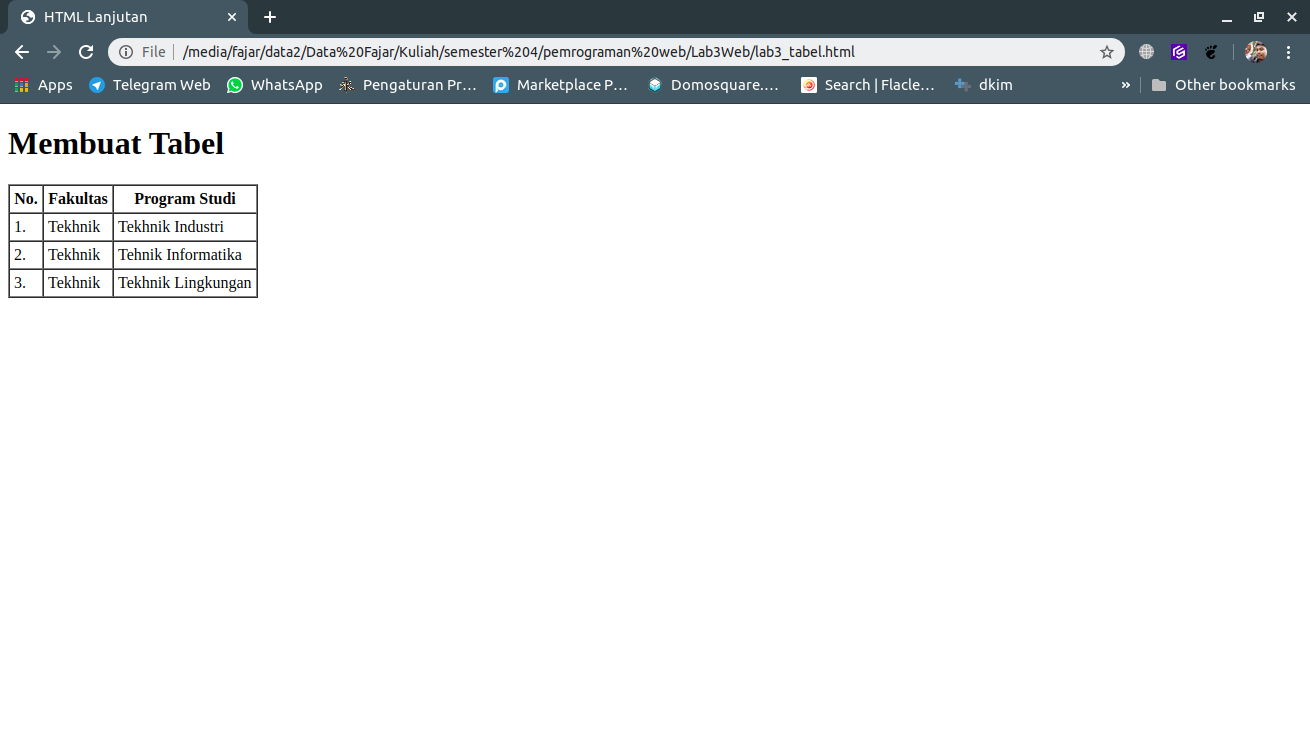 HTML Lanjutan
File /media/fajar/data2/Data%20Fajar/Kuliah/semester%204/pemrograman%20web/Lab3Web/lab3_tabel.html
Apps Telegram Web WhatsApp Pengaturan Pr… Marketplace P… Domosquare.… Search | Flacle… dkim » Other bookmarks
Membuat Tabel
No. Fakultas Program Studi
1. Tekhnik Tekhnik Industri
2. Tekhnik Tehnik Informatika
3. Tekhnik Tekhnik Lingkungan